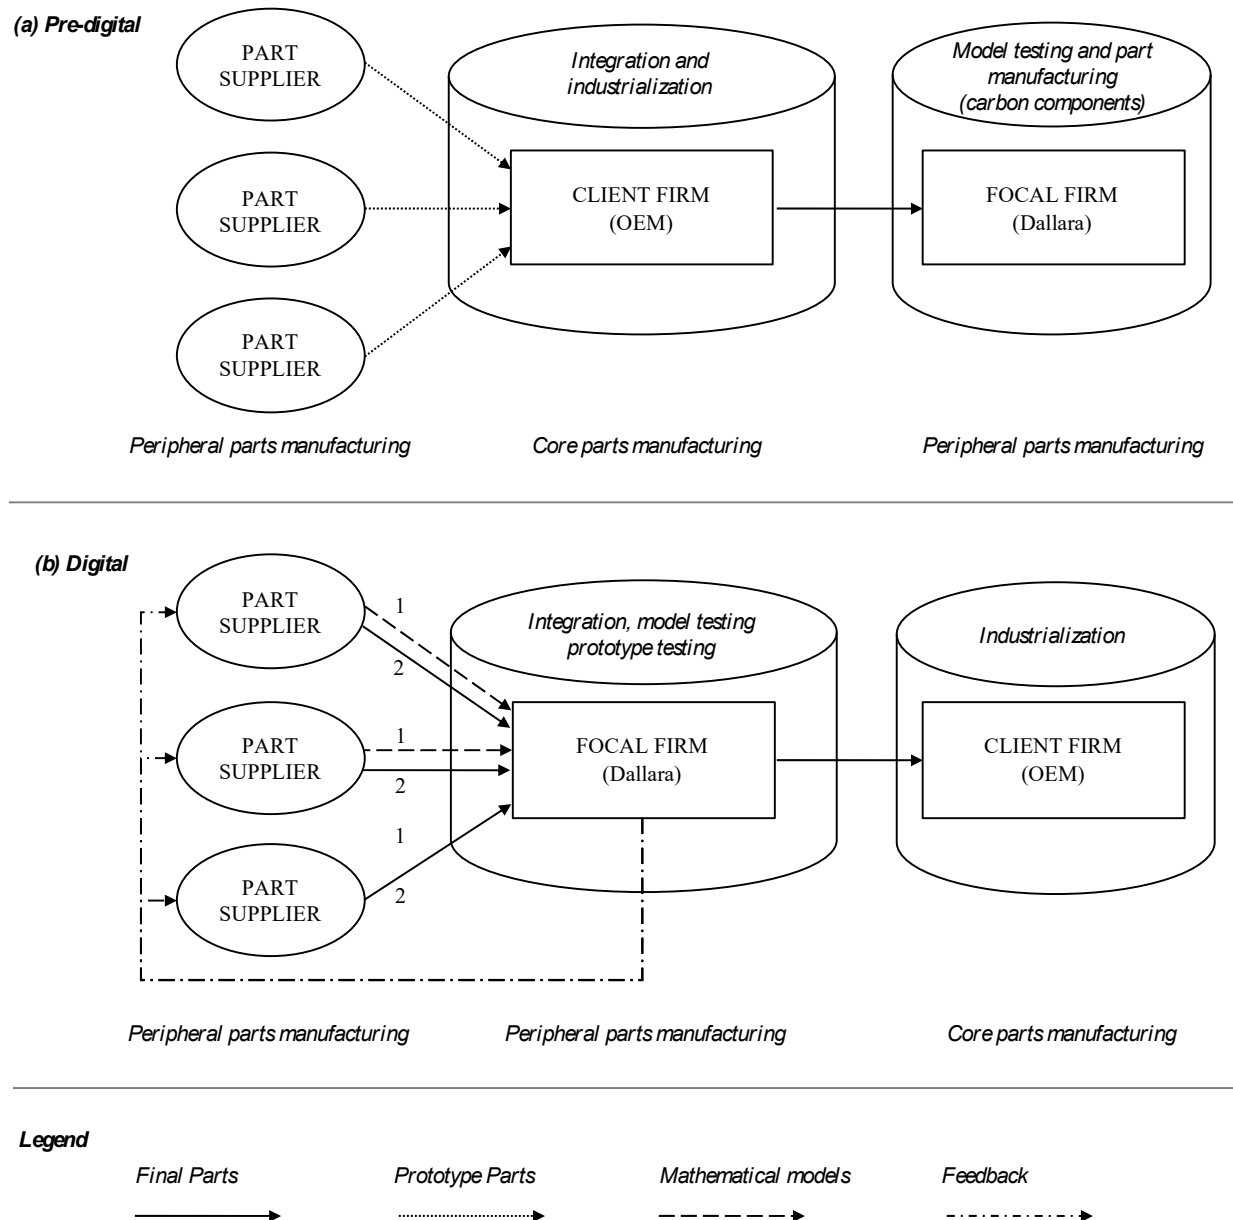 (a) Pre-digital
PART
SUPPLIER
PART
SUPPLIER
PART
SUPPLIER
Integration and
industrialization
CLIENT FIRM
(OEM)
Model testing and part
manufacturing
(carbon components)
FOCAL FIRM
(Dallara)
Peripheral parts manufacturing
Core parts manufacturing
Peripheral parts manufacturing
(b) Digital
PART
SUPPLIER
1
2
PART
SUPPLIER
1
2
PART
SUPPLIER
1
2
Integration, model testing
prototype testing
FOCAL FIRM
(Dallara)
Industrialization
CLIENT FIRM
(OEM)
Peripheral parts manufacturing
Peripheral parts manufacturing
Core parts manufacturing
Legend
Final Parts
Prototype Parts
Mathematical models
Feedback